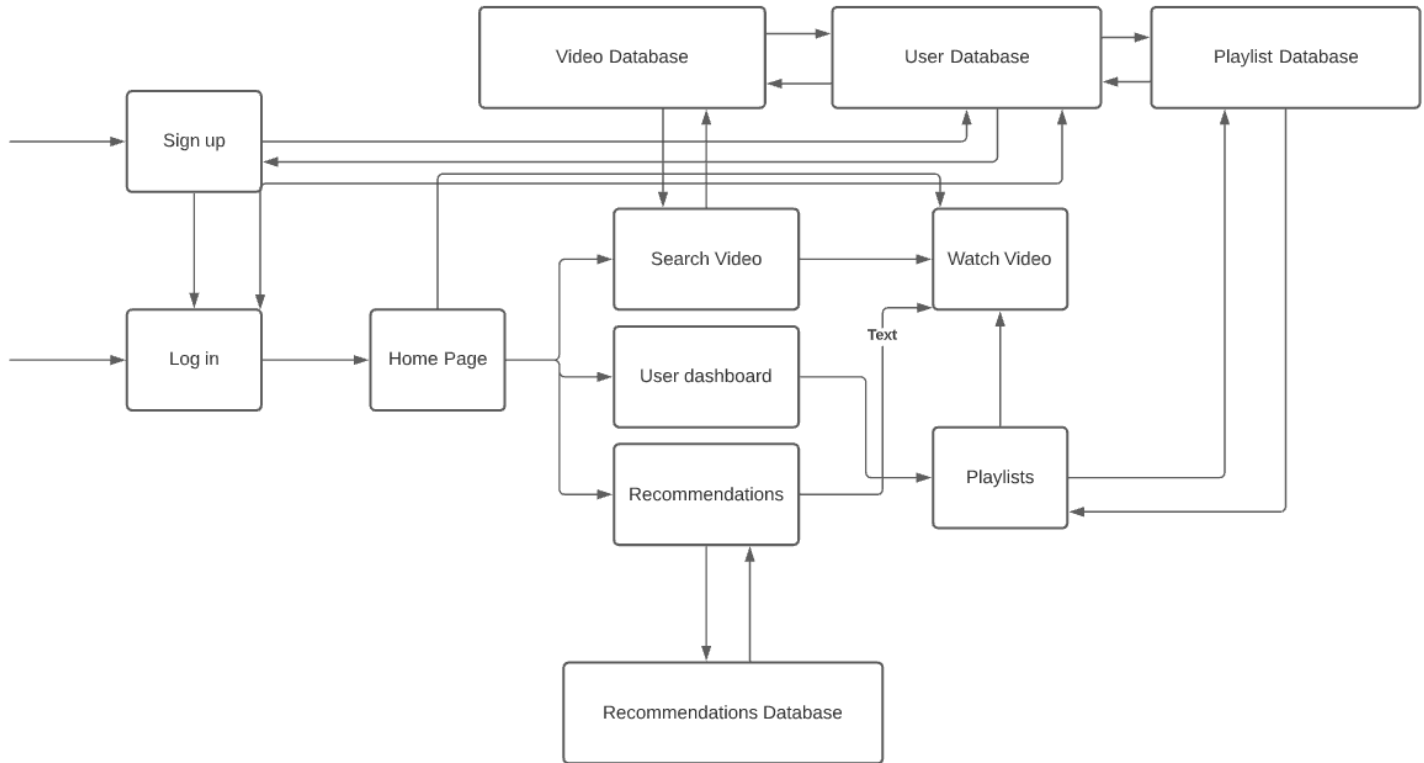 Video Database
User Database
Playlist Database
Sign up
Search Video
Watch Video
Text
Log in
Home Page
User dashboard
Recommendations
Playlists
Recommendations Database